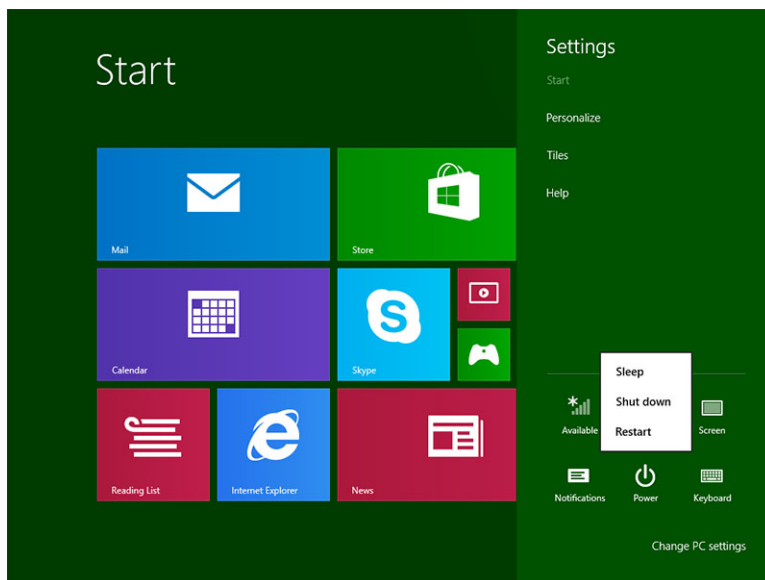 Start
Mail
Store
Calendar
Skype
Reading List
Internet Explorer
News
Settings
Start
Personalize
Tiles
Help
Sleep
Shut down
Restart
Available
Screen
Notifications
Power
Keyboard
Change PC settings